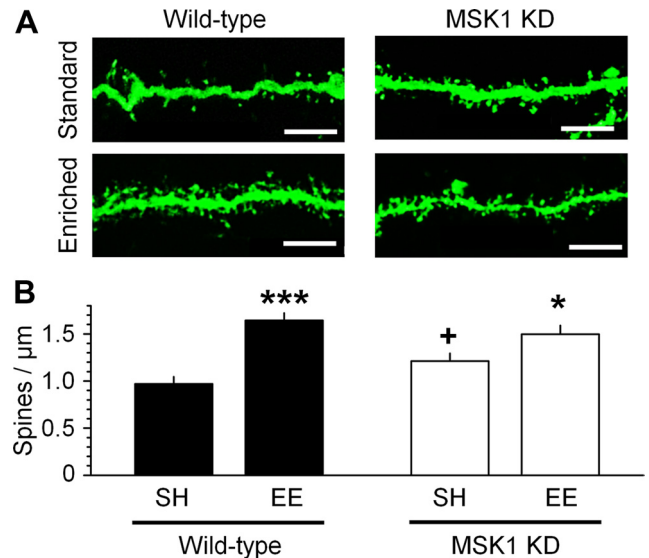 A
Wild-type
MSK1 KD
Standard
Enriched
B
Spines / µm
1.5
1.0
0.5
0
***
+
*
SH
EE
SH
EE
Wild-type
MSK1 KD